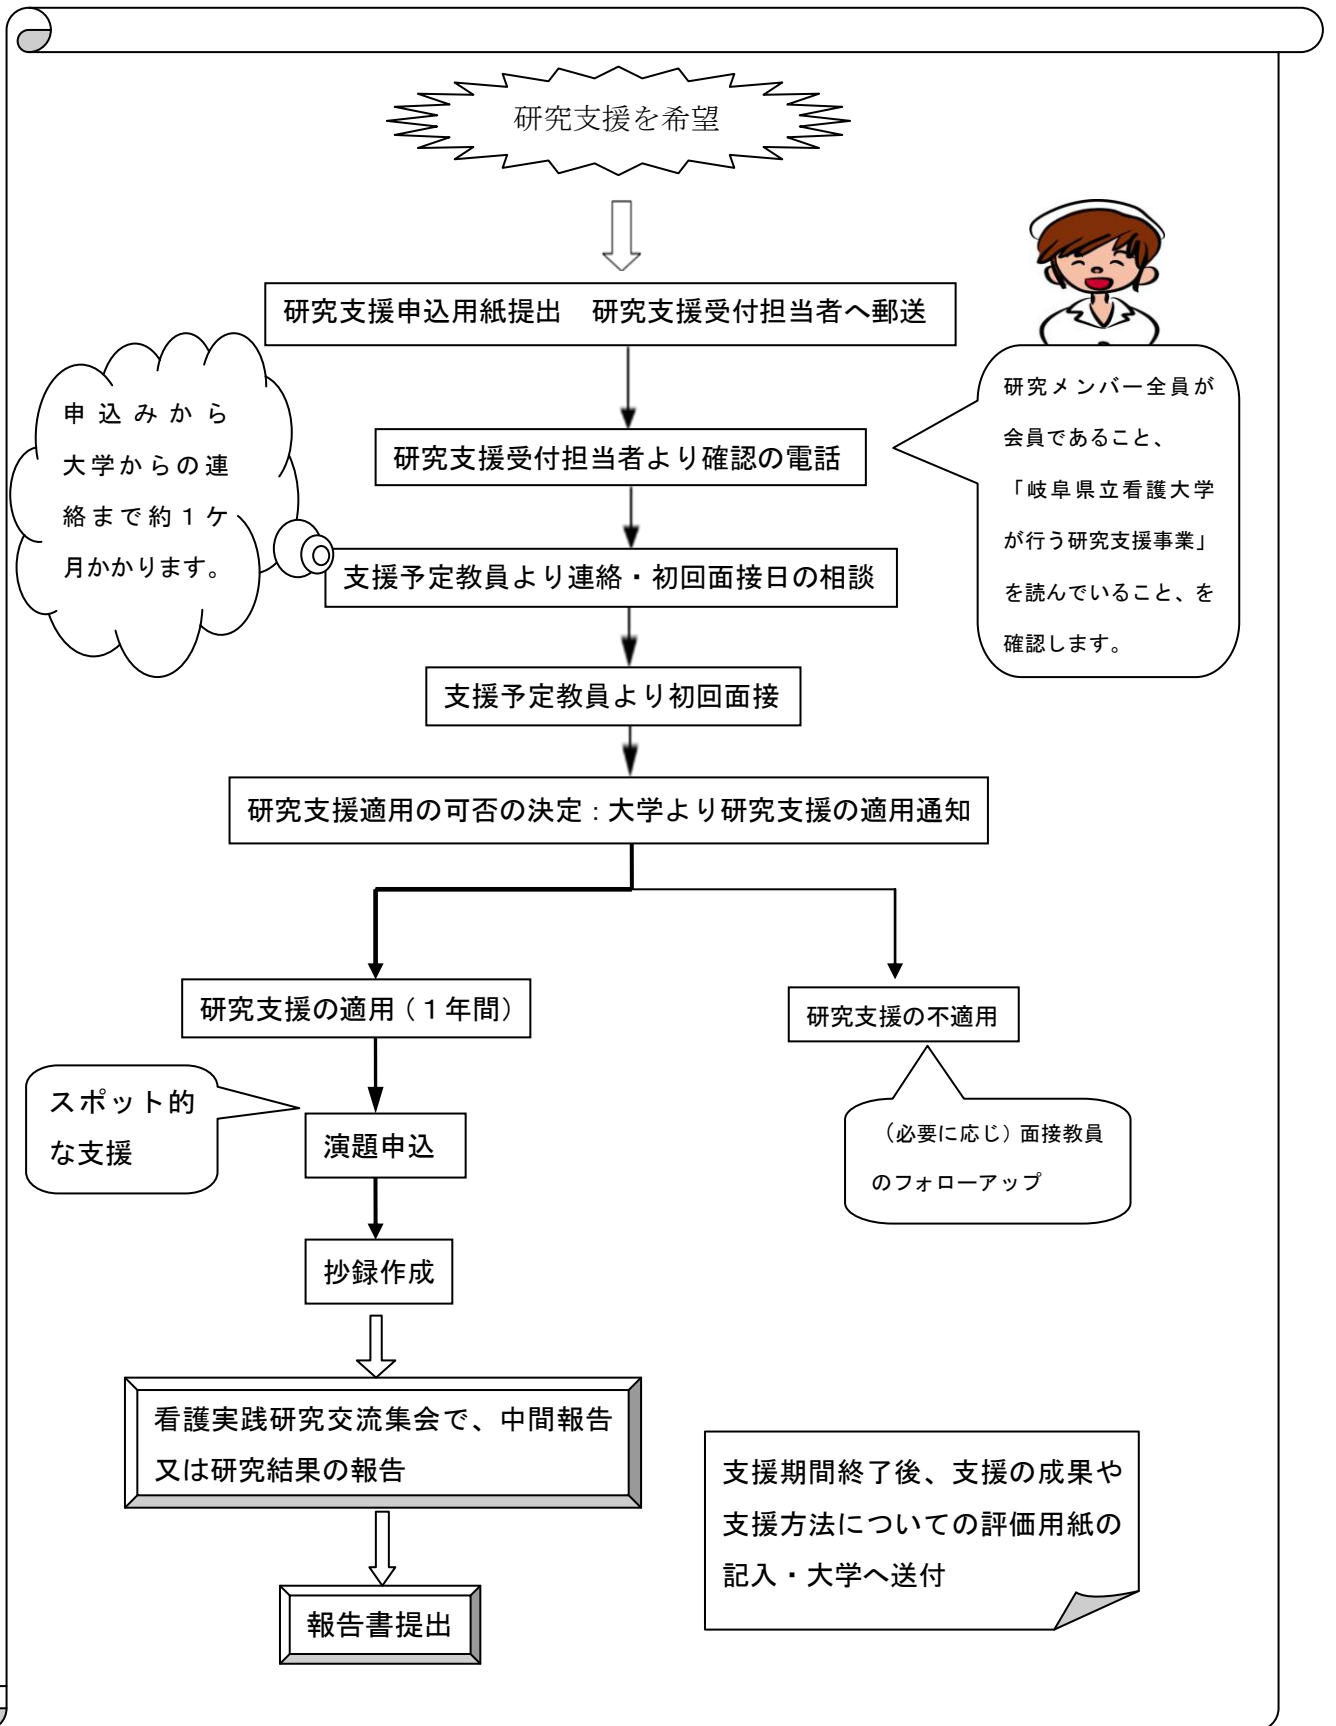 研究支援を希望
研究支援申込用紙提出　研究支援受付担当者へ郵送
研究メンバー全員が
会員であること、
「岐阜県立看護大学
が行う研究支援事業」
を読んでいること、を
確認します。
申込みから
大学からの連
絡まで約１ケ
月かかります。
研究支援受付担当者より確認の電話
支援予定教員より連絡・初回面接日の相談
支援予定教員より初回面接
研究支援適用の可否の決定：大学より研究支援の適用通知
研究支援の適用（１年間）
研究支援の不適用
スポット的
な支援
（必要に応じ）面接教員
のフォローアップ
演題申込
抄録作成
看護実践研究交流集会で、中間報告
又は研究結果の報告
支援期間終了後、支援の成果や
支援方法についての評価用紙の
記入・大学へ送付
報告書提出